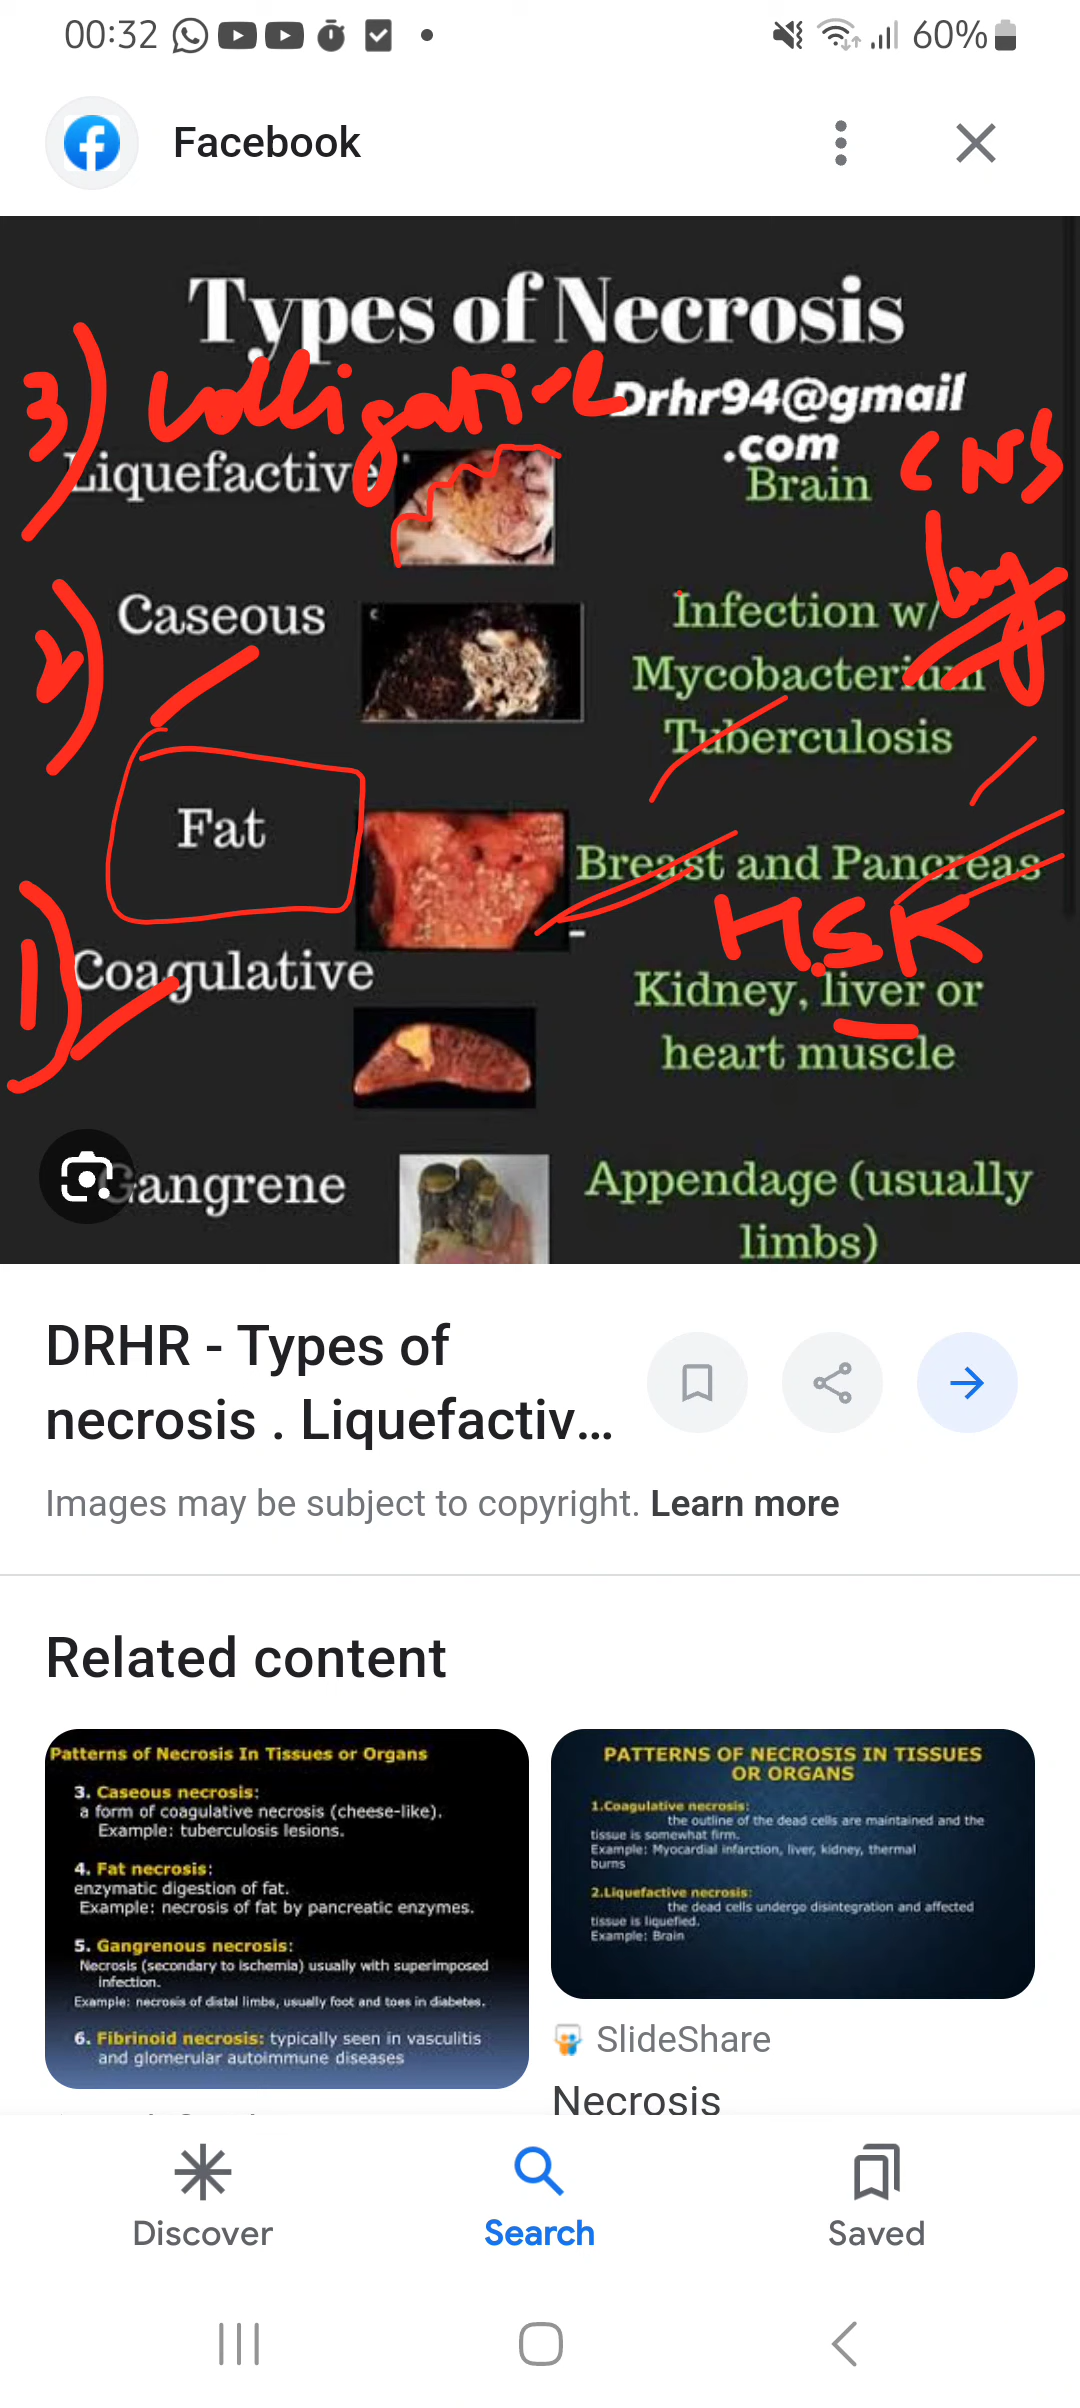 00:32 60%
Facebook
Types of Necrosis
3) Colligative Drhr94@gmail
.com
Liquefactive Brain CNS
2) Caseous Infection w/
Mycobacterium
Tuberculosis
Fat Breast and Pancreas
H.S.K
1) Coagulative Kidney, liver or
heart muscle
Gangrene Appendage (usually
limbs)
DRHR - Types of
necrosis . Liquefactiv...
Images may be subject to copyright. Learn more
Related content
Patterns of Necrosis In Tissues or Organs
3. Caseous necrosis:
a form of coagulative necrosis (cheese-like).
Example: tuberculosis lesions.
4. Fat necrosis:
enzymatic digestion of fat.
Example: necrosis of fat by pancreatic enzymes.
5. Gangrenous necrosis:
Necrosis (secondary to ischemia) usually with superimposed
infection.
Example: necrosis of distal limbs, usually foot and toes in diabetes.
6. Fibrinoid necrosis: typically seen in vasculitis
and glomerular autoimmune diseases
PATTERNS OF NECROSIS IN TISSUES
OR ORGANS
1.Coagulative necrosis:
the outline of the dead cells are maintained and the
tissue is somewhat firm.
Example: Myocardial infarction, liver, kidney, thermal
burns
2.Liquefactive necrosis:
the dead cells undergo disintegration and affected
tissue is liquefied.
Example: Brain
SlideShare
Necrosis
Discover Search Saved